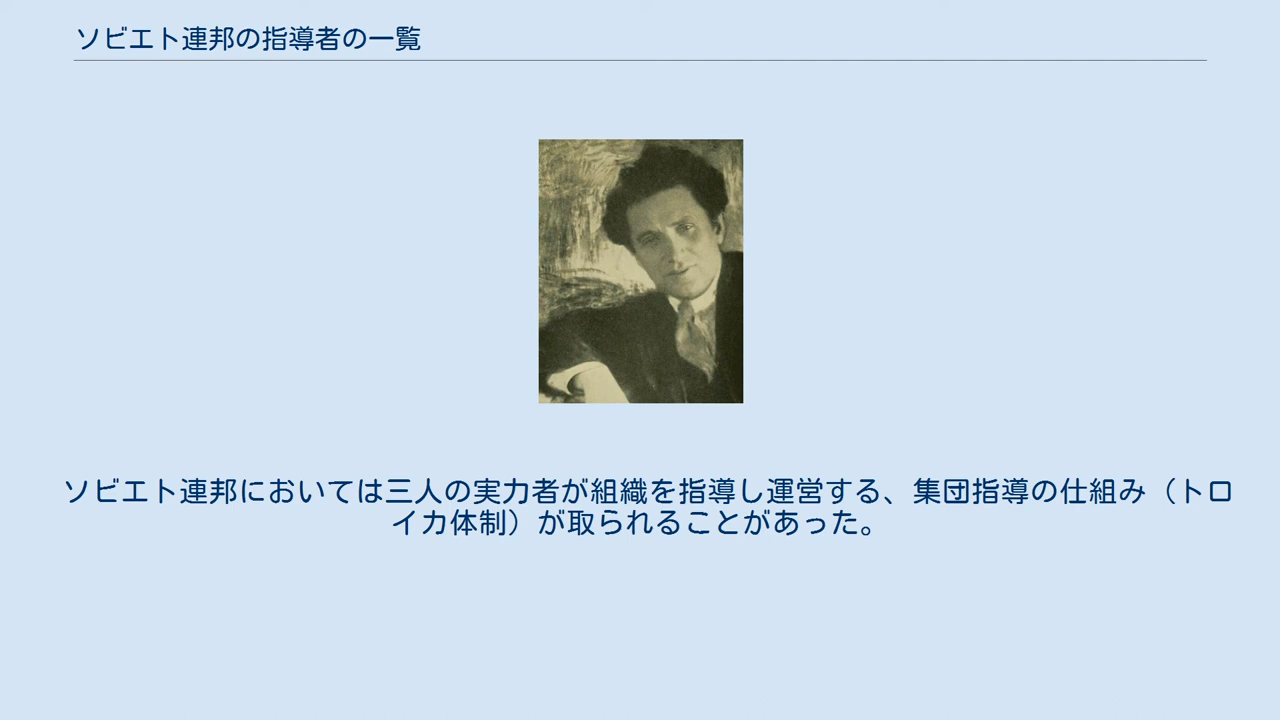 ソビエト連邦の指導者の一覧
ソビエト連邦においては三人の実力者が組織を指導し運営する、集団指導の仕組み（トロ
イカ体制）が取られることがあった。